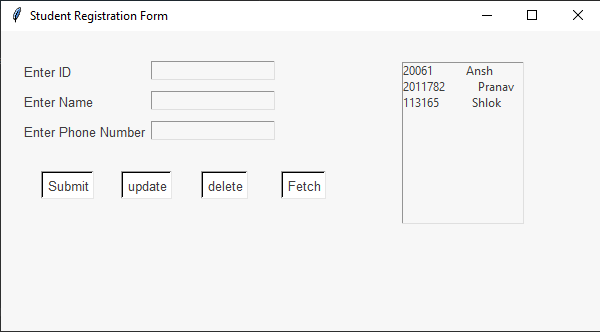 Student Registration Form
Enter ID
Enter Name
Enter Phone Number
Submit update delete Fetch
20061 Ansh
2011782 Pranav
113165 Shlok